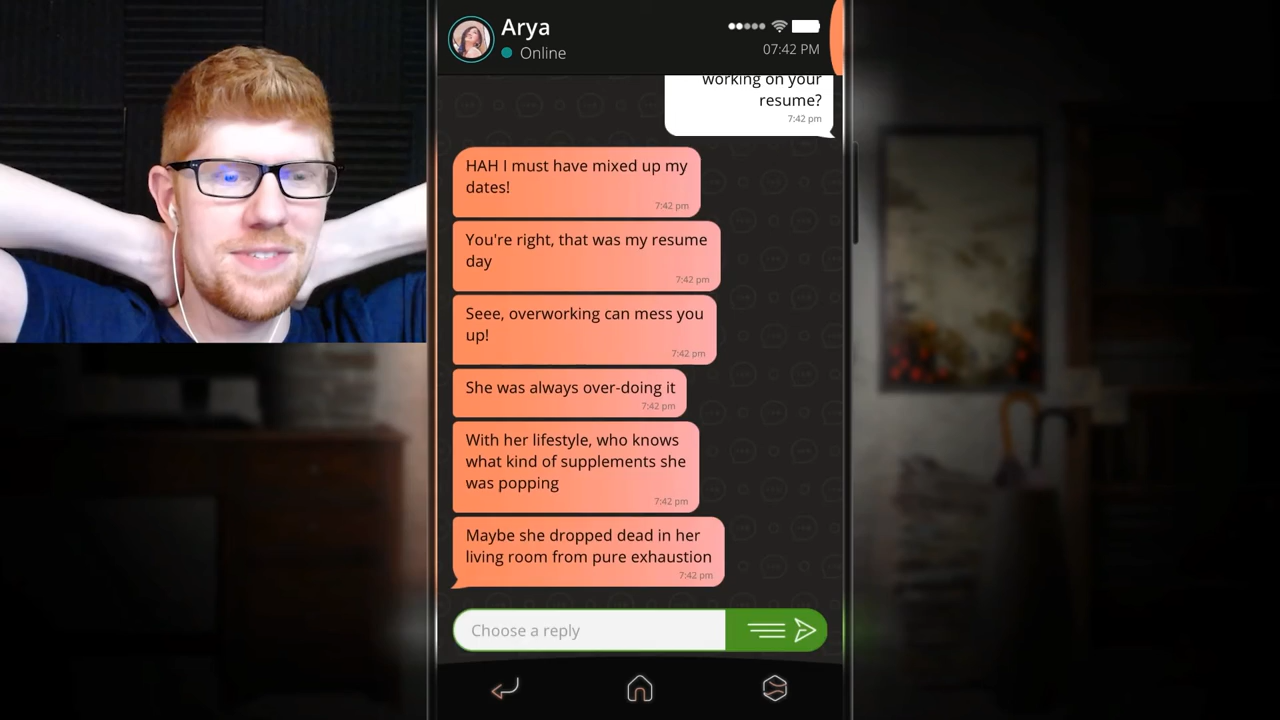 Arya
Online
07:42 PM
working on your
resume?
7:42 pm
HAH I must have mixed up my
dates!
7:42 pm
You're right, that was my resume
day
7:42 pm
Seee, overworking can mess you
up!
7:42 pm
She was always over-doing it
7:42 pm
With her lifestyle, who knows
what kind of supplements she
was popping
7:42 pm
Maybe she dropped dead in her
living room from pure exhaustion
7:42 pm
Choose a reply